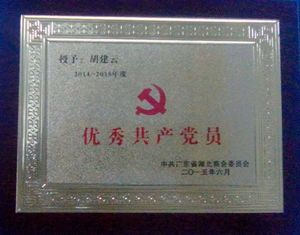 授予：胡建云
2014-2015年度
优秀共产党员
中共广东省湖北商会委员会
二〇一五年六月